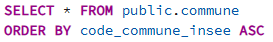 SELECT * FROM public.commune
ORDER BY code_commune_insee ASC